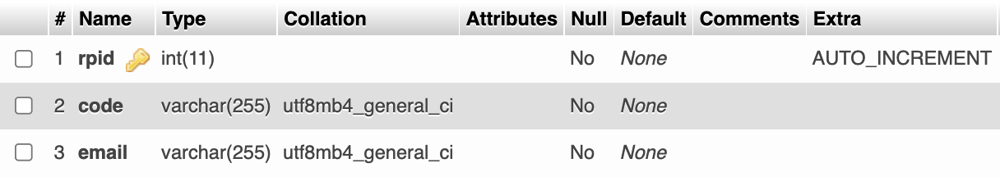 # Name Type Collation Attributes Null Default Comments Extra
1 rpid int(11) No None AUTO_INCREMENT
2 code varchar(255) utf8mb4_general_ci No None
3 email varchar(255) utf8mb4_general_ci No None